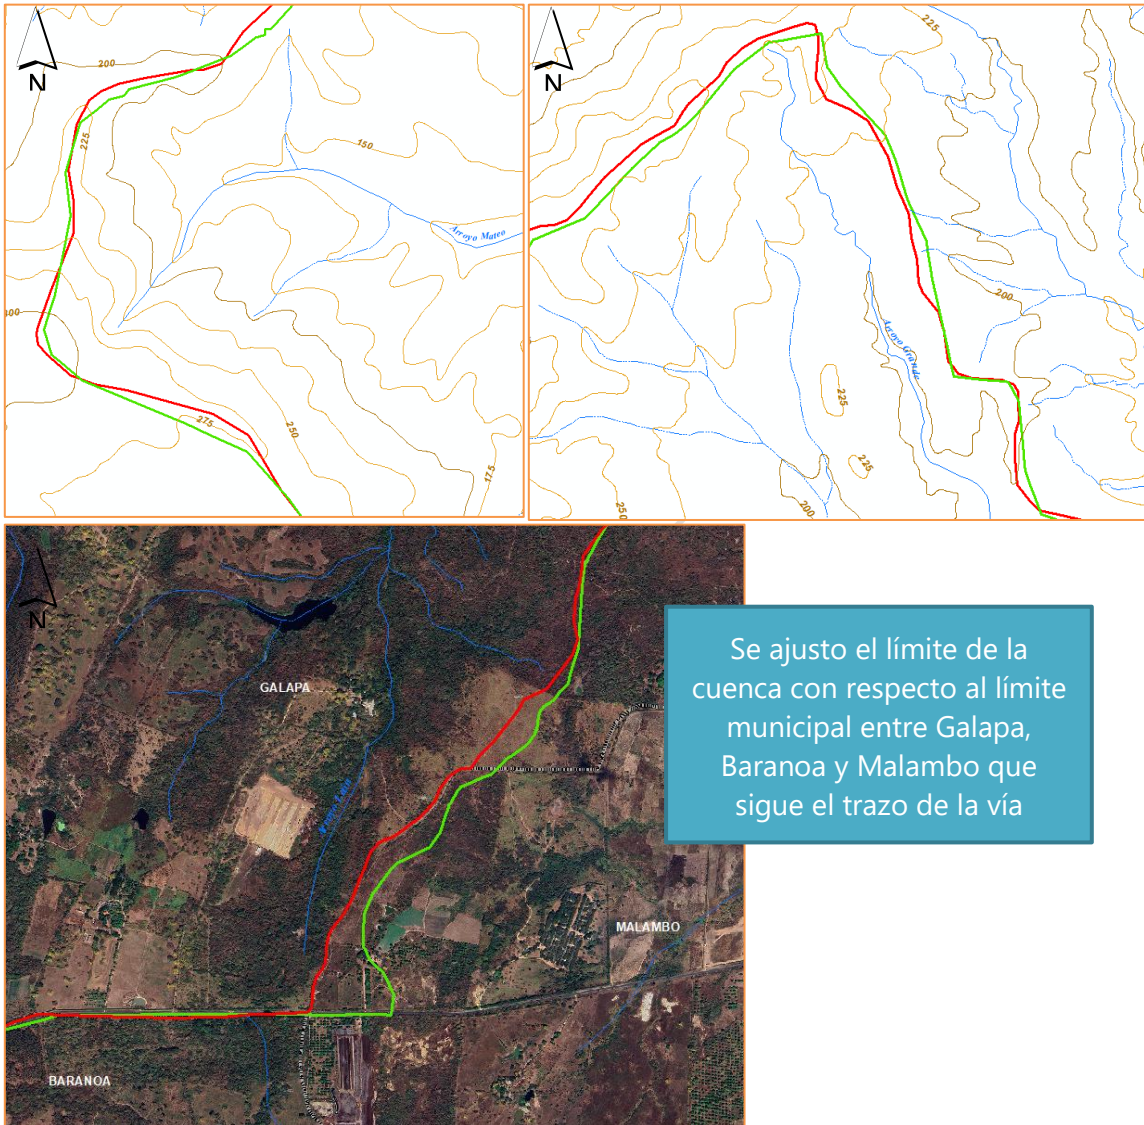 N
200
225
150
Arroyo Mateo
275
250
17.5
N
225
200
Arroyo Grande
225
225
200
250
N
GALAPA
MALAMBO
BARANOA
Se ajusto el límite de la
cuenca con respecto al límite
municipal entre Galapa,
Baranoa y Malambo que
sigue el trazo de la vía